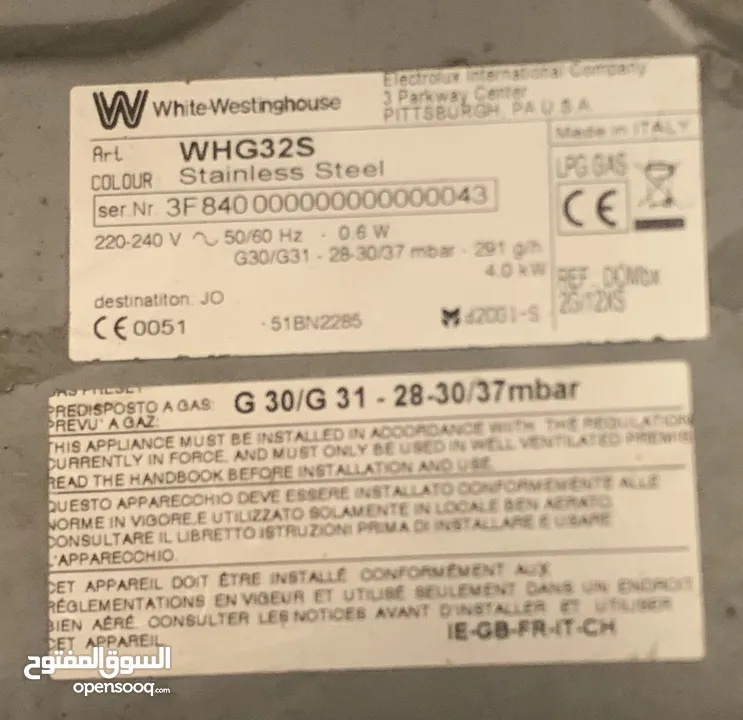 White-Westinghouse
Electrolux International Company
3 Parkway Center
PITTSBURGH, PA U.S.A
Made in ITALY
Art. WHG32S
COLOUR Stainless Steel
ser.Nr. 3F84000000000000000043
LPG GAS
CE
220-240 V ~ 50/60 Hz - 0.6 W
G30/G31 - 28-30/37 mbar - 291 g/h
4.0 kW
destinatiton: JO
CE 0051 - 51BN2285
REF.
PREDISPOSTO A GAS: G 30/G 31 - 28-30/37mbar
PREVU' A GAZ:
THIS APPLIANCE MUST BE INSTALLED IN ACCORDANCE WITH THE REGULATION
CURRENTLY IN FORCE, AND MUST ONLY BE USED IN WELL VENTILATED PREMIS
READ THE HANDBOOK BEFORE INSTALLATION AND USE
QUESTO APPARECCHIO DEVE ESSERE INSTALLATO CONFORMEMENTE ALLE
NORME IN VIGORE,E UTILIZZATO SOLAMENTE IN LOCALE BEN AERATO
CONSULTARE IL LIBRETTO ISTRUZIONI PRIMA DI INSTALLARE E USARE
L'APPARECCHIO.
CET APPAREIL DOIT ÊTRE INSTALLÉ CONFORMÉMENT AUX
RÉGLEMENTATIONS EN VIGEUR ET UTILISÉ SEULEMENT DANS UN ENDROIT
BIEN AÉRÉ. CONSULTER LES NOTICES AVANT D'INSTALLER ET UTILISER
CET APPAREIL.
IE-GB-FR-IT-CH
السوق المفتوح
opensooq.com